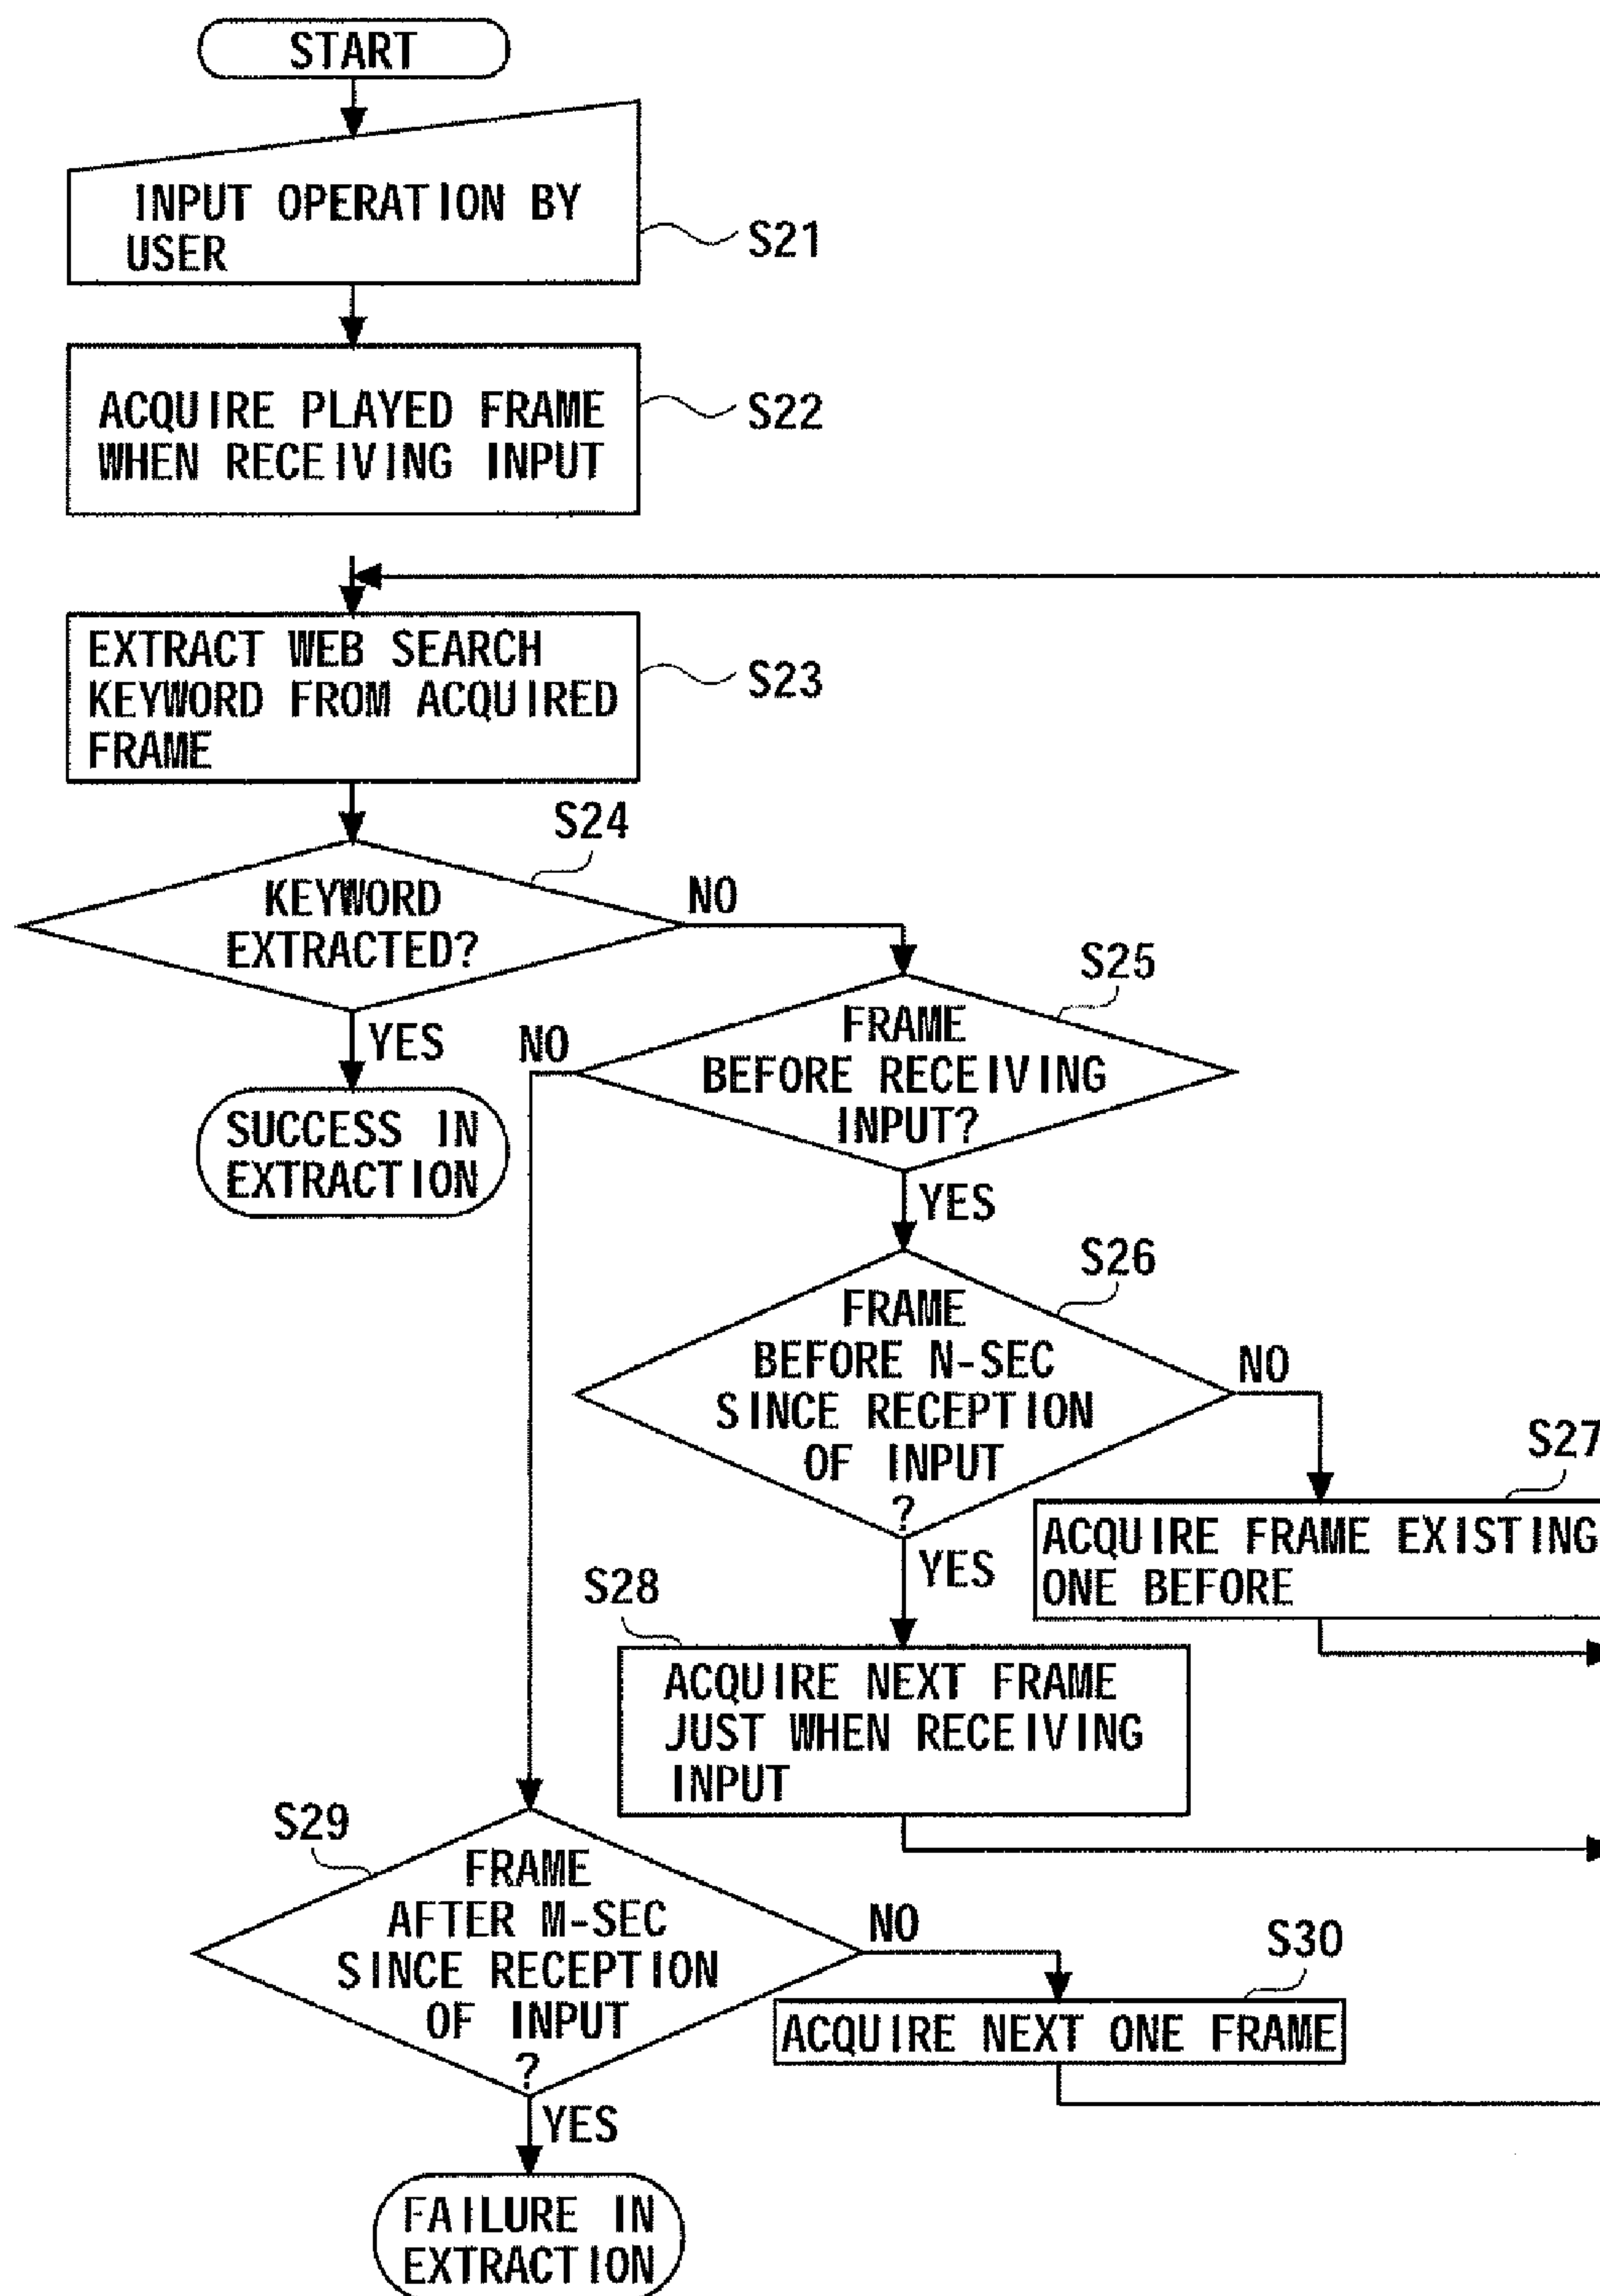 START
INPUT OPERATION BY
USER
S21
ACQUIRE PLAYED FRAME
WHEN RECEIVING INPUT
S22
EXTRACT WEB SEARCH
KEYWORD FROM ACQUIRED
FRAME
S23
S24
KEYWORD
EXTRACTED?
NO
YES
SUCCESS IN
EXTRACTION
S25
FRAME
BEFORE RECEIVING
INPUT?
NO
YES
S26
FRAME
BEFORE N-SEC
SINCE RECEPTION
OF INPUT
?
NO
YES
S27
ACQUIRE FRAME EXISTING
ONE BEFORE
S28
ACQUIRE NEXT FRAME
JUST WHEN RECEIVING
INPUT
S29
FRAME
AFTER M-SEC
SINCE RECEPTION
OF INPUT
?
NO
YES
S30
ACQUIRE NEXT ONE FRAME
FAILURE IN
EXTRACTION